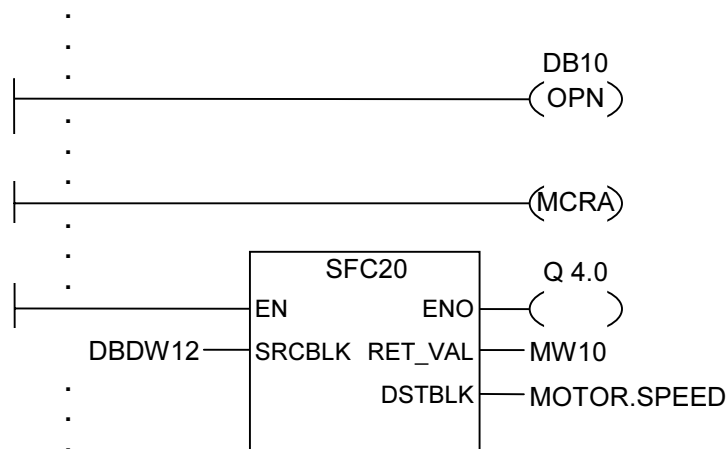 DB10
OPN
MCRA
SFC20
Q 4.0
EN ENO
DBDW12 SRCBLK RET_VAL MW10
DSTBLK MOTOR.SPEED